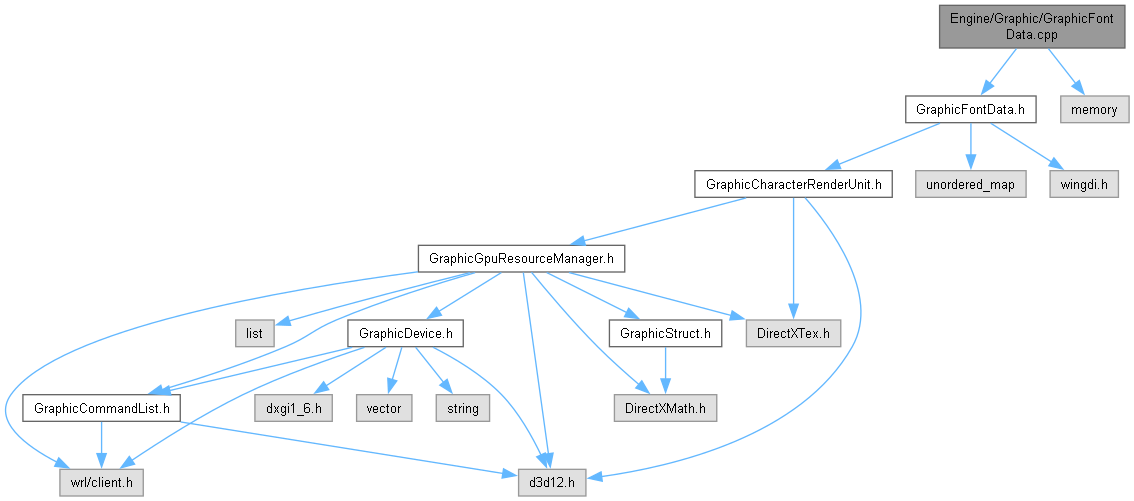 Engine/Graphic/GraphicFont
Data.cpp
GraphicFontData.h
memory
GraphicCharacterRenderUnit.h
unordered_map
wingdi.h
GraphicGpuResourceManager.h
list
GraphicDevice.h
GraphicStruct.h
DirectXTex.h
GraphicCommandList.h
dxgi1_6.h
vector
string
DirectXMath.h
wrl/client.h
d3d12.h